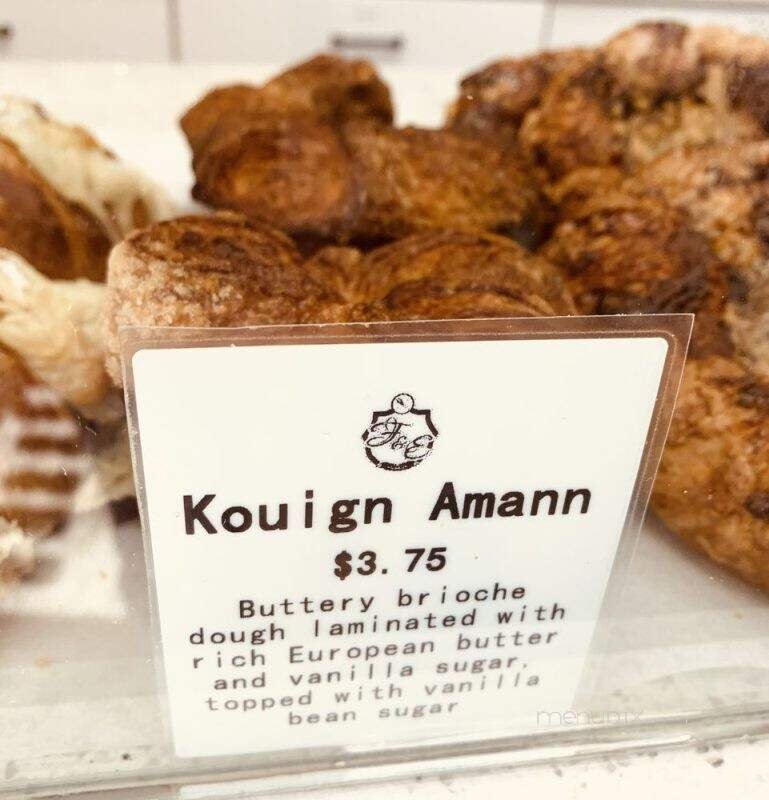 F&E
Kouign Amann
$3.75
Buttery brioche
dough laminated with
rich European butter
and vanilla sugar,
topped with vanilla
bean sugar
menupix